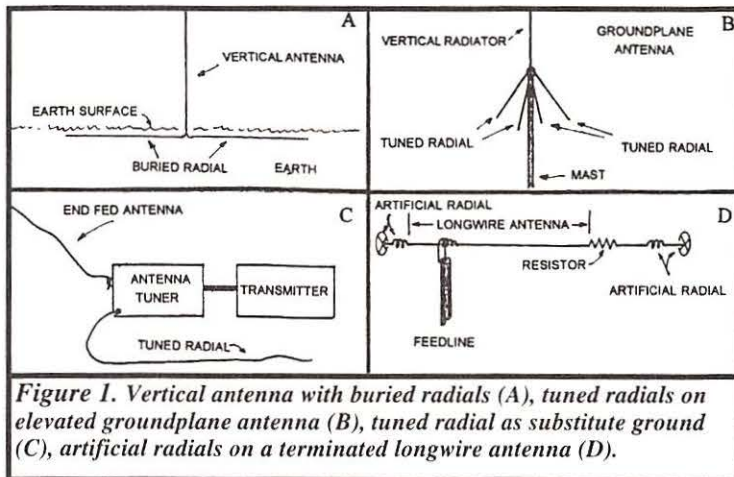 A
VERTICAL ANTENNA
EARTH SURFACE
BURIED RADIAL
EARTH
B
VERTICAL RADIATOR
GROUNDPLANE
ANTENNA
TUNED RADIAL
TUNED RADIAL
MAST
C
END FED ANTENNA
ANTENNA
TUNER
TRANSMITTER
TUNED RADIAL
D
ARTIFICIAL RADIAL
LONGWIRE ANTENNA
RESISTOR
ARTIFICIAL RADIAL
FEEDLINE
Figure 1. Vertical antenna with buried radials (A), tuned radials on
elevated groundplane antenna (B), tuned radial as substitute ground
(C), artificial radials on a terminated longwire antenna (D).